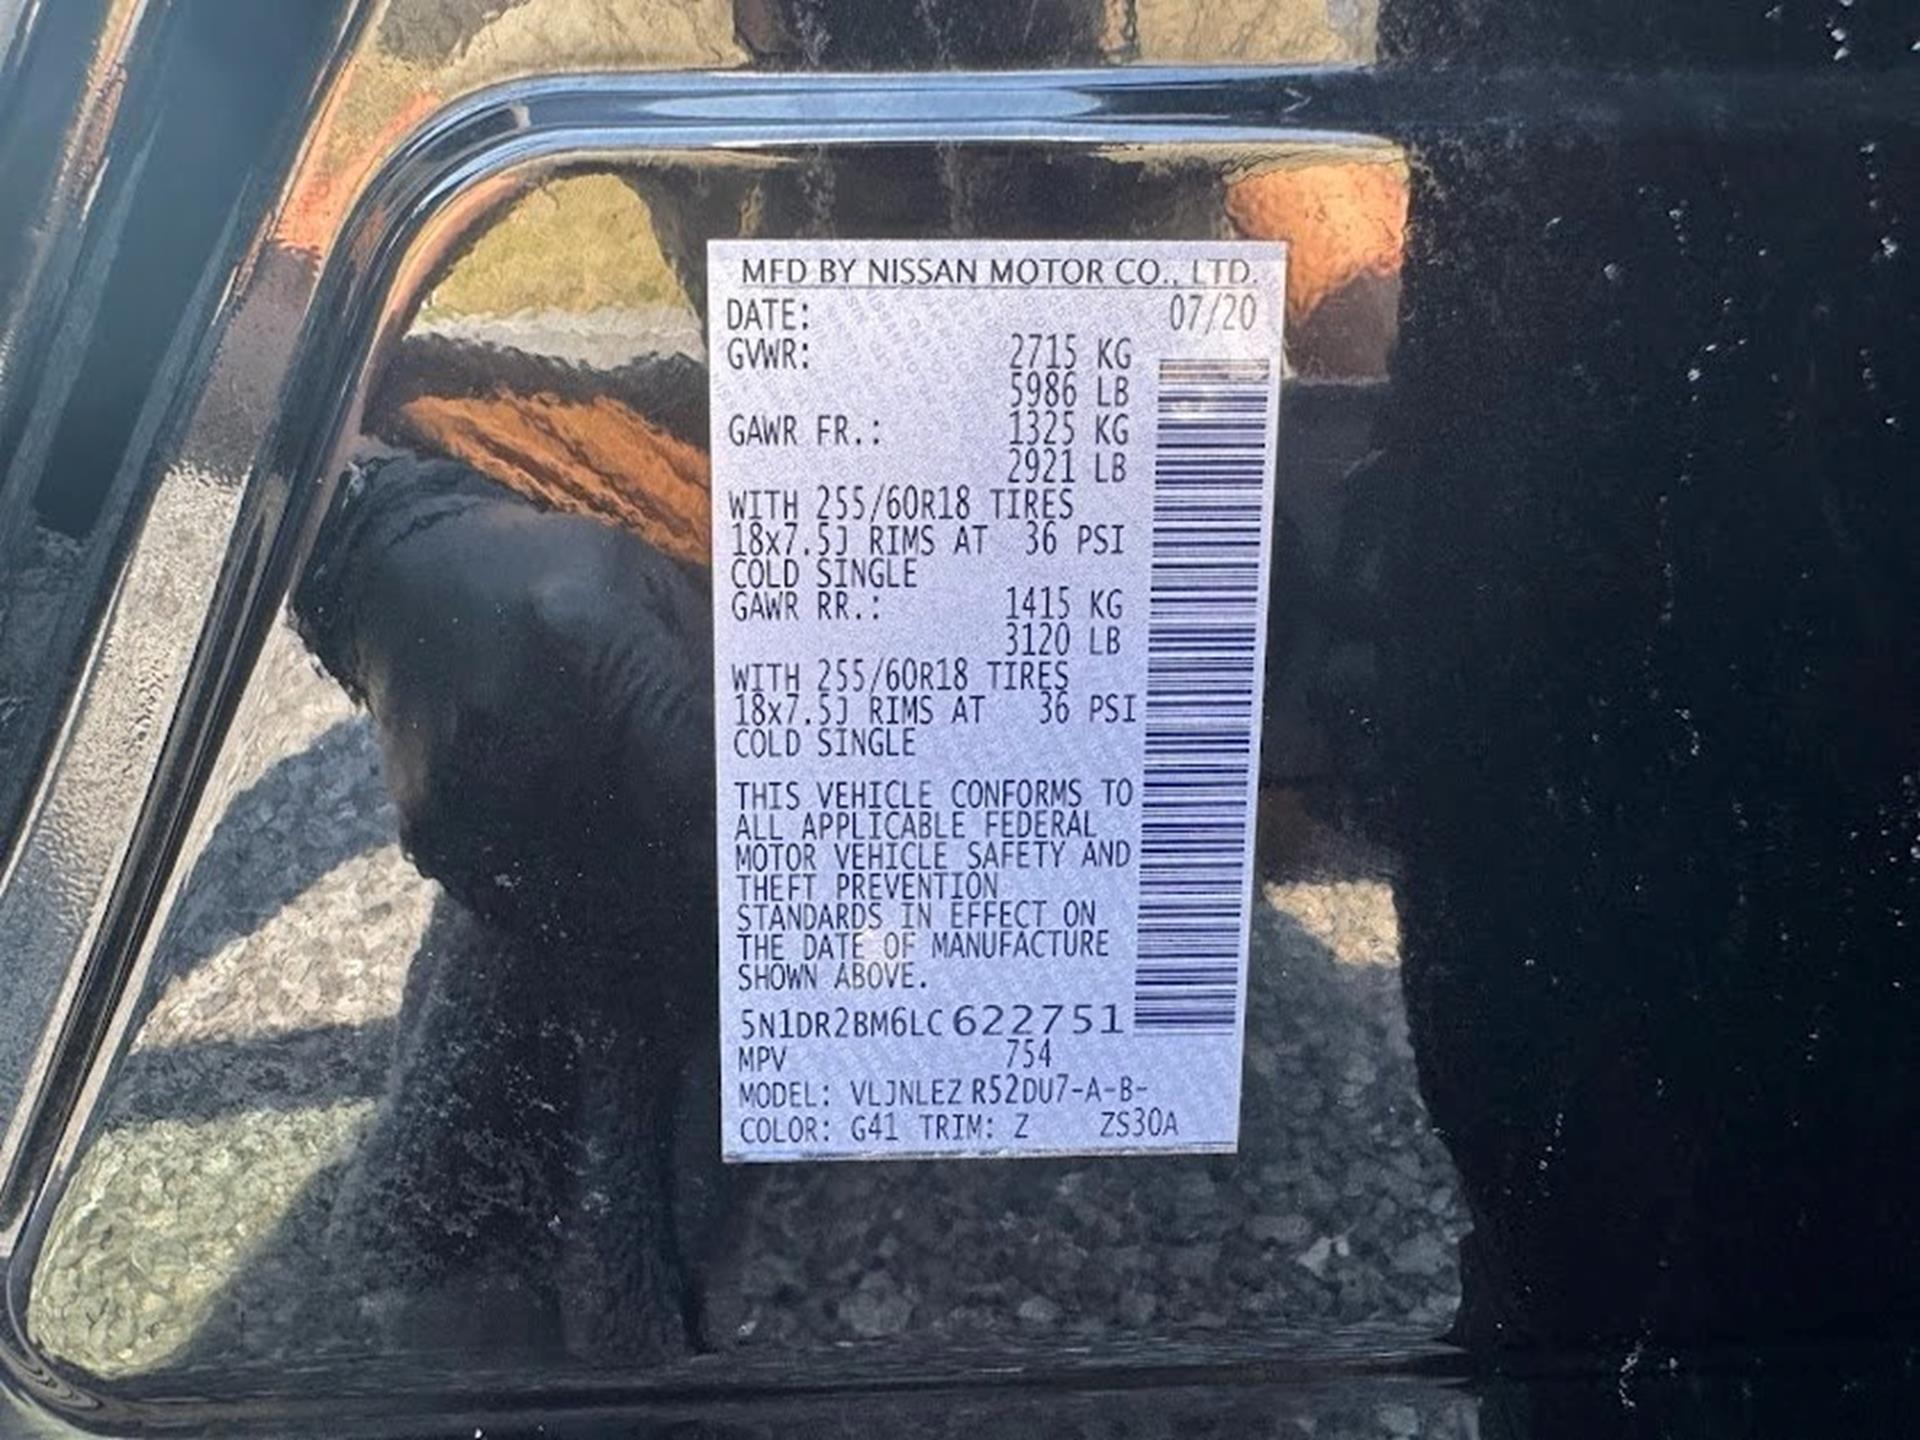 MFD BY NISSAN MOTOR CO., LTD.
DATE: 07/20
GVWR: 2715 KG
5986 LB
GAWR FR.: 1325 KG
2921 LB
WITH 255/60R18 TIRES
18x7.5J RIMS AT 36 PSI
COLD SINGLE
GAWR RR.: 1415 KG
3120 LB
WITH 255/60R18 TIRES
18x7.5J RIMS AT 36 PSI
COLD SINGLE
THIS VEHICLE CONFORMS TO
ALL APPLICABLE FEDERAL
MOTOR VEHICLE SAFETY AND
THEFT PREVENTION
STANDARDS IN EFFECT ON
THE DATE OF MANUFACTURE
SHOWN ABOVE.
5N1DR2BM6LC622751
MPV 754
MODEL: VLJNLEZ R52DU7-A-B-
COLOR: G41 TRIM: Z ZS30A